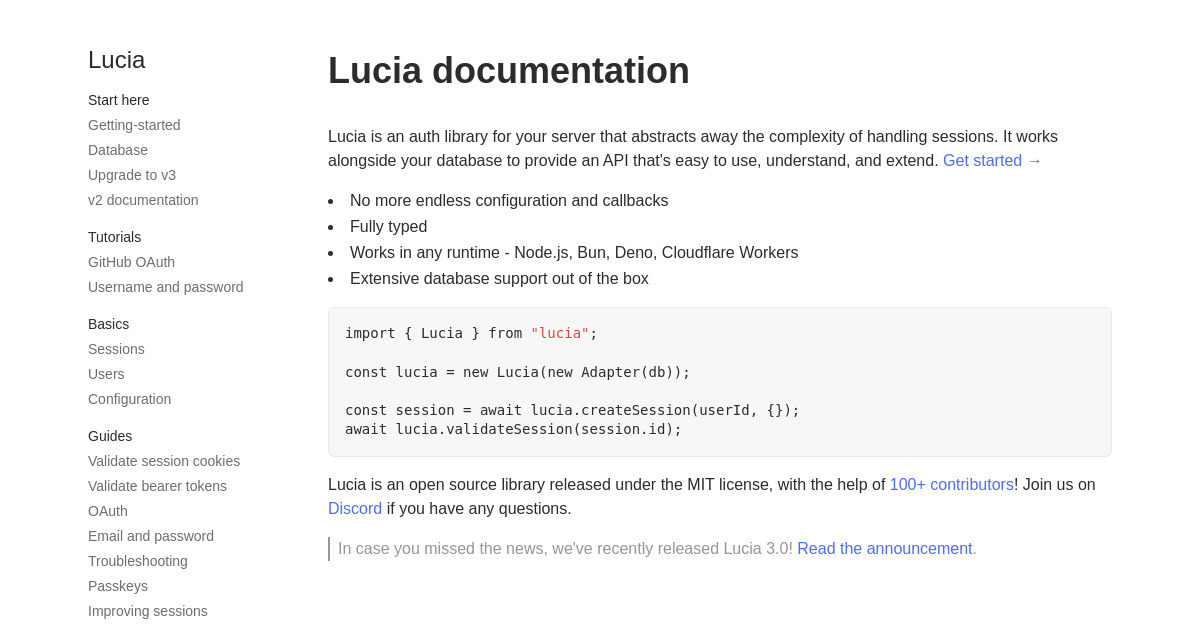 Lucia
Start here
Getting-started
Database
Upgrade to v3
v2 documentation
Tutorials
GitHub OAuth
Username and password
Basics
Sessions
Users
Configuration
Guides
Validate session cookies
Validate bearer tokens
OAuth
Email and password
Troubleshooting
Passkeys
Improving sessions
Lucia documentation
Lucia is an auth library for your server that abstracts away the complexity of handling sessions. It works
alongside your database to provide an API that's easy to use, understand, and extend. Get started →
• No more endless configuration and callbacks
• Fully typed
• Works in any runtime - Node.js, Bun, Deno, Cloudflare Workers
• Extensive database support out of the box
import { Lucia } from "lucia";
const lucia = new Lucia(new Adapter(db));
const session = await lucia.createSession(userId, {});
await lucia.validateSession(session.id);
Lucia is an open source library released under the MIT license, with the help of 100+ contributors! Join us on
Discord if you have any questions.
In case you missed the news, we've recently released Lucia 3.0! Read the announcement.